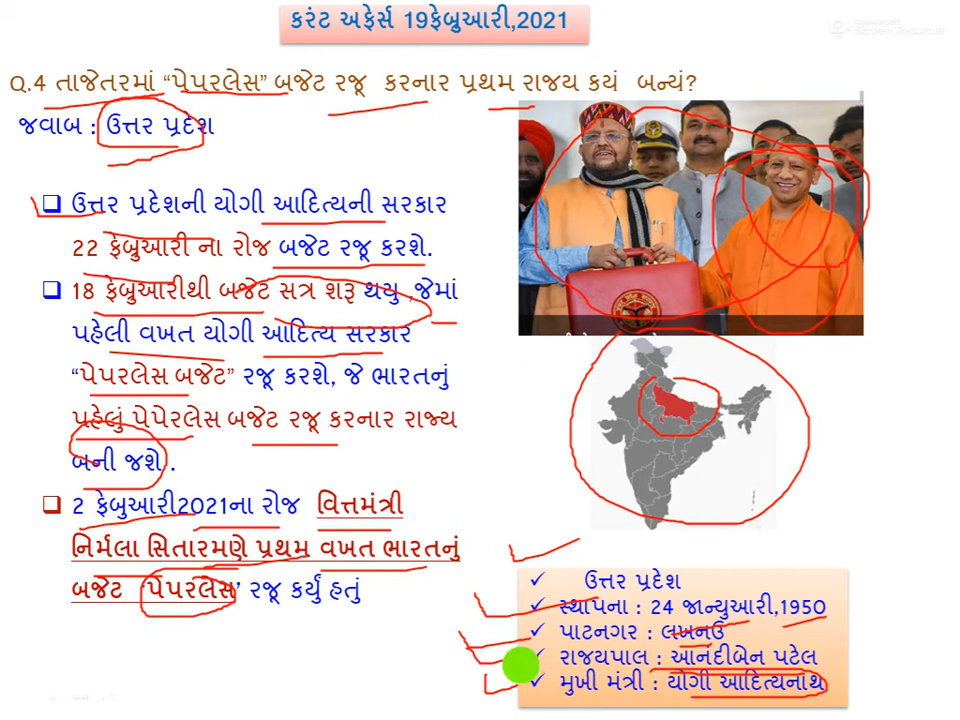 કરંટ અફેર્સ 19ફેબ્રુઆરી,2021
Q.4 તાજેતરમાં “પેપરલેસ” બજેટ રજૂ કરનાર પ્રથમ રાજય કયં બન્યં?
જવાબ : ઉત્તર પ્રદેશ
ઉત્તર પ્રદેશની યોગી આદિત્યની સરકાર
22 ફેબ્રુઆરી ના રોજ બજેટ રજૂ કરશે.
18 ફેબ્રુઆરીથી બજેટ સત્ર શરૂ થયુ ,જેમાં
પહેલી વખત યોગી આદિત્ય સરકાર
“પેપરલેસ બજેટ” રજૂ કરશે, જે ભારતનું
પહેલું પેપેરલેસ બજેટ રજૂ કરનાર રાજ્ય
બની જશે .
2 ફેબુઆરી2021ના રોજ વિત્તમંત્રી
નિર્મલા સિતારમણે પ્રથમ વખત ભારતનું
બજેટ ‘પેપરલેસ’ રજૂ કર્યું હતું
ઉત્તર પ્રદેશ
સ્થાપના : 24 જાન્યુઆરી,1950
પાટનગર : લખનઉ
રાજયપાલ : આનંદીબેન પટેલ
મુખી મંત્રી : યોગી આદિત્યનાથ